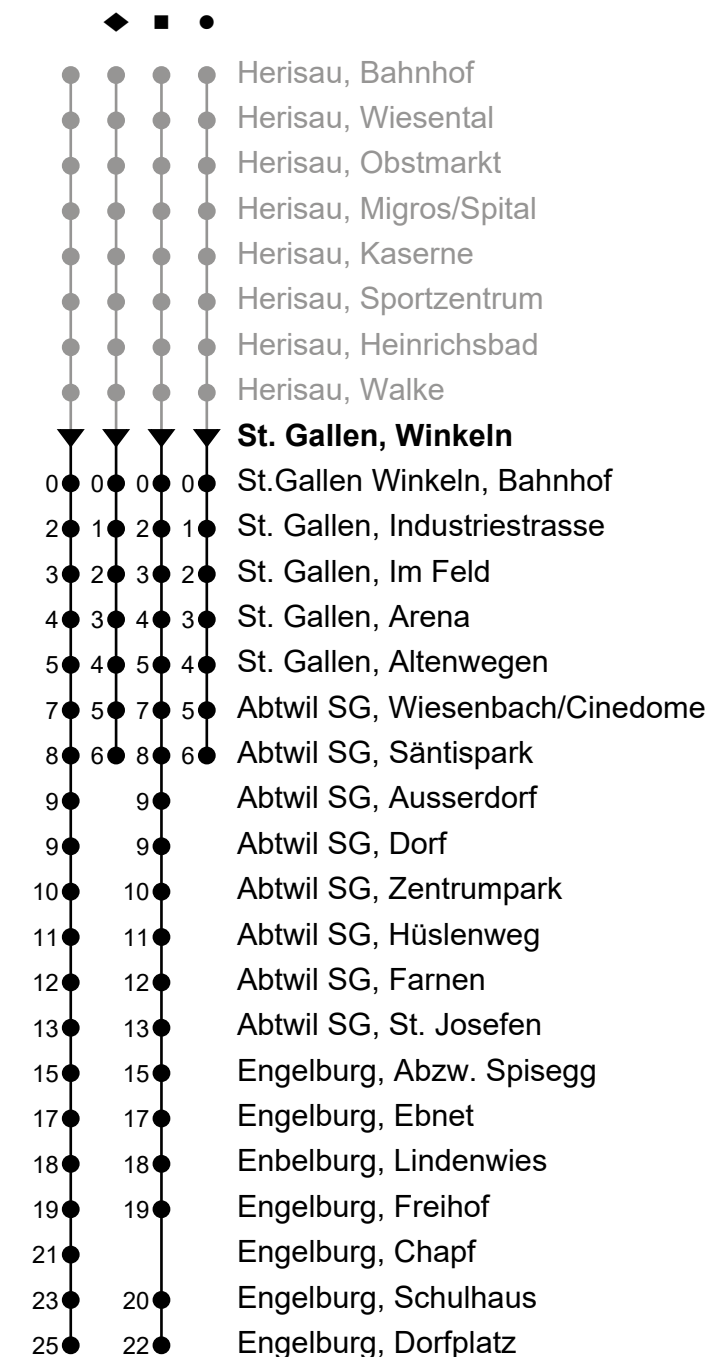 Herisau, Bahnhof
Herisau, Wiesental
Herisau, Obstmarkt
Herisau, Migros/Spital
Herisau, Kaserne
Herisau, Sportzentrum
Herisau, Heinrichsbad
Herisau, Walke
St. Gallen, Winkeln
0 0 0 0 St.Gallen Winkeln, Bahnhof
2 1 2 1 St. Gallen, Industriestrasse
3 2 3 2 St. Gallen, Im Feld
4 3 4 3 St. Gallen, Arena
5 4 5 4 St. Gallen, Altenwegen
7 5 7 5 Abtwil SG, Wiesenbach/Cinedome
8 6 8 6 Abtwil SG, Säntispark
9 9 Abtwil SG, Ausserdorf
9 9 Abtwil SG, Dorf
10 10 Abtwil SG, Zentrumpark
11 11 Abtwil SG, Hüslenweg
12 12 Abtwil SG, Farnen
13 13 Abtwil SG, St. Josefen
15 15 Engelburg, Abzw. Spisegg
17 17 Engelburg, Ebnet
18 18 Enbelburg, Lindenwies
19 19 Engelburg, Freihof
21 Engelburg, Chapf
23 20 Engelburg, Schulhaus
25 22 Engelburg, Dorfplatz